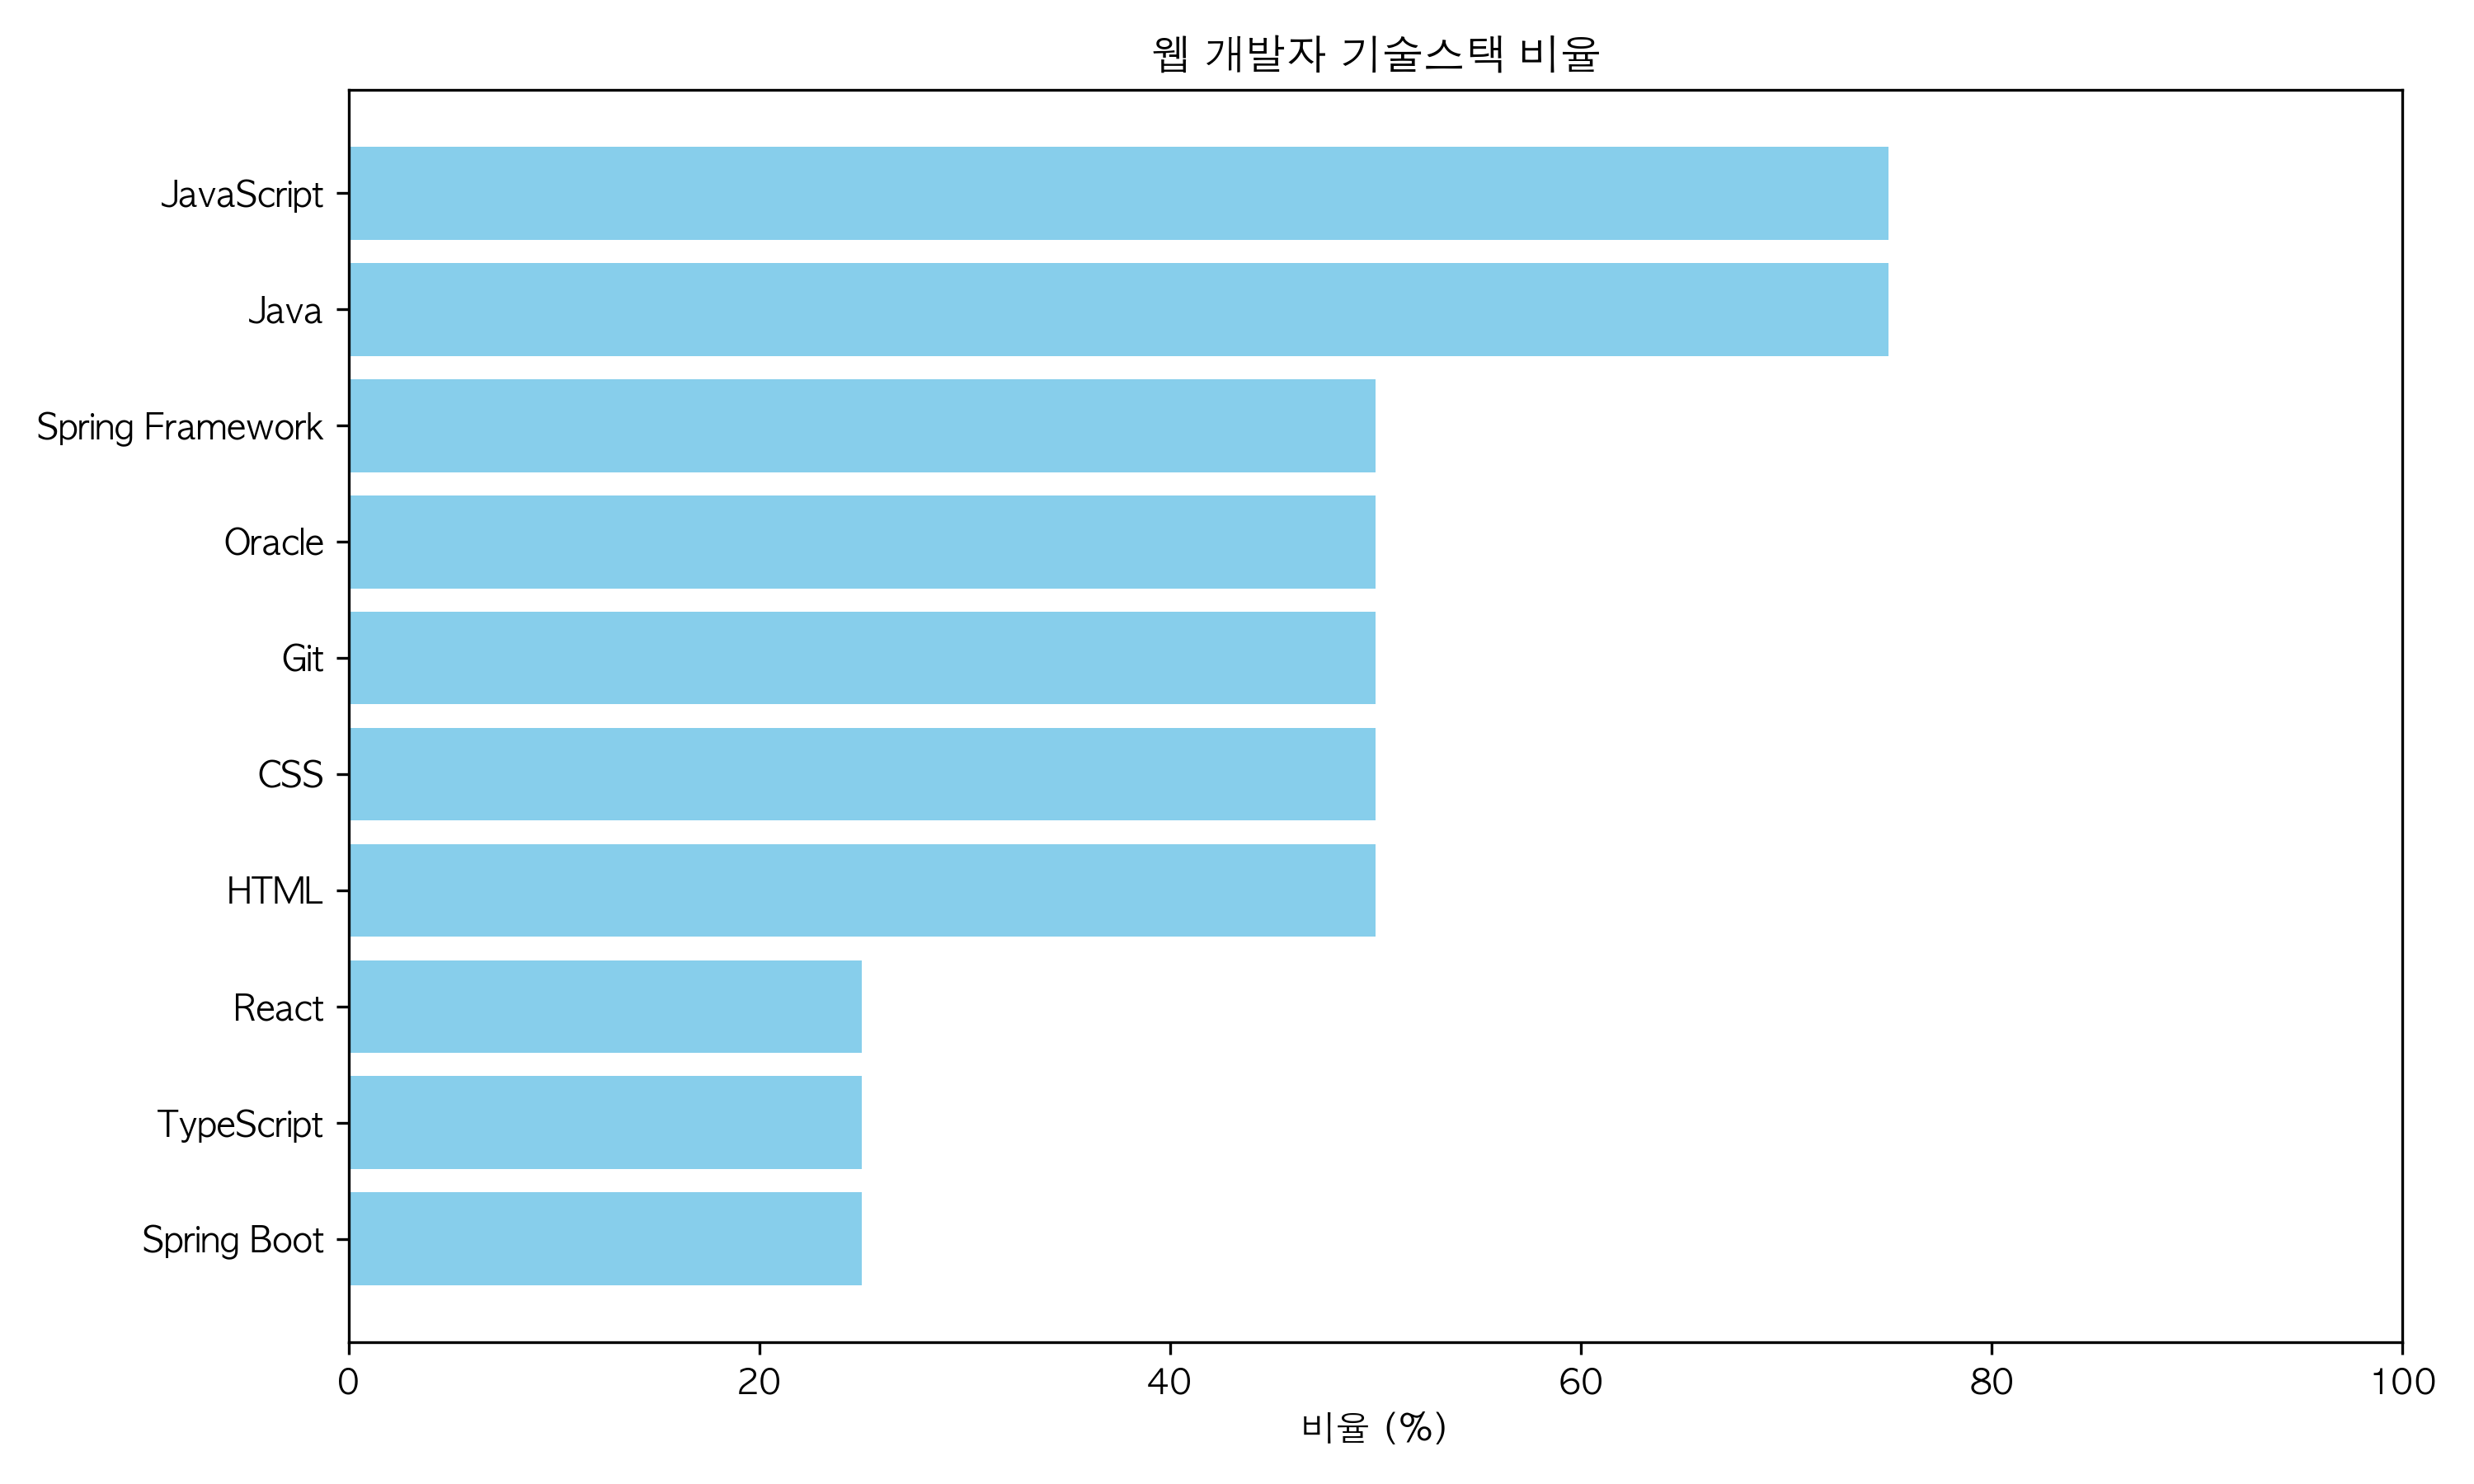 웹 개발자 기술스택 비율
JavaScript
Java
Spring Framework
Oracle
Git
CSS
HTML
React
TypeScript
Spring Boot
0 20 40 60 80 100
비율 (%)